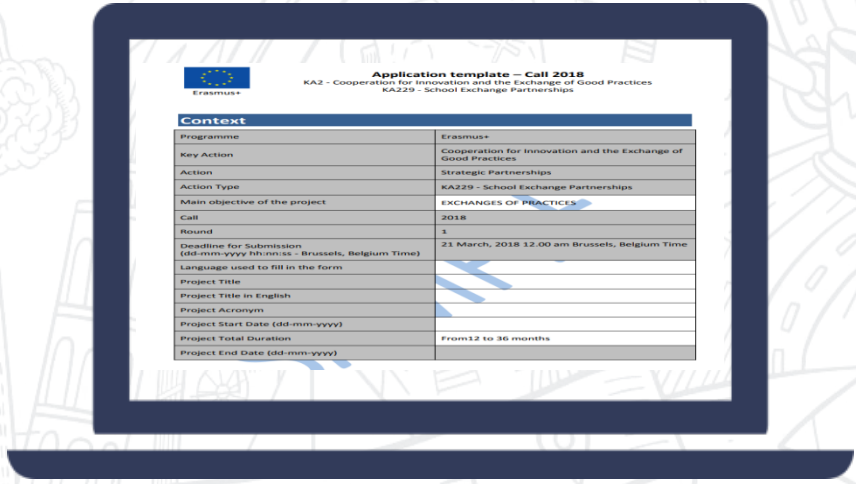 Application template – Call 2018
KA2 - Cooperation for Innovation and the Exchange of Good Practices
KA229 - School Exchange Partnerships
Erasmus+
Context
Programme Erasmus+
Key Action Cooperation for Innovation and the Exchange of
Good Practices
Action Strategic Partnerships
Action Type KA229 - School Exchange Partnerships
Main objective of the project EXCHANGES OF PRACTICES
Call 2018
Round 1
Deadline for Submission 21 March, 2018 12.00 am Brussels, Belgium Time
(dd-mm-yyyy hh:nn:ss - Brussels, Belgium Time)
Language used to fill in the form
Project Title
Project Title in English
Project Acronym
Project Start Date (dd-mm-yyyy)
Project Total Duration From12 to 36 months
Project End Date (dd-mm-yyyy)